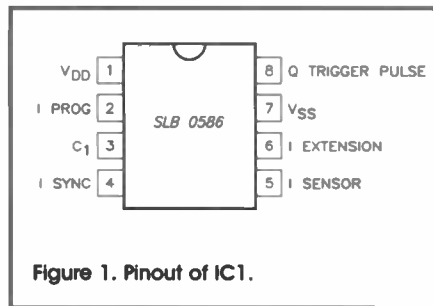 VDD 1
8 Q TRIGGER PULSE
I PROG 2
7 VSS
SLB 0586
C1 3
6 I EXTENSION
I SYNC 4
5 I SENSOR
Figure 1. Pinout of IC1.